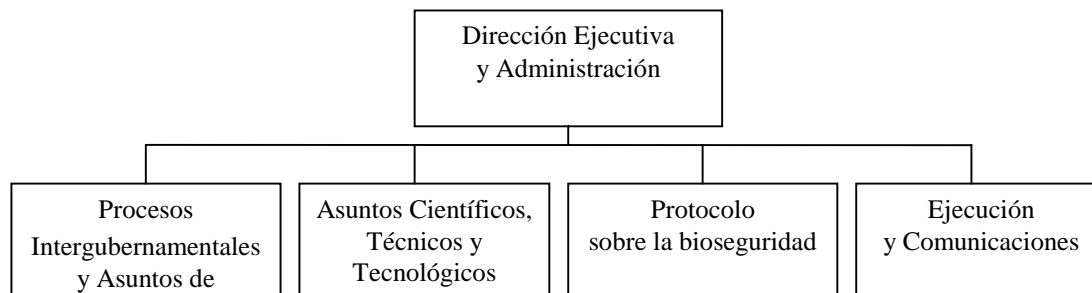 Dirección Ejecutiva
y Administración
Procesos
Intergubernamentales
y Asuntos de
Asuntos Científicos,
Técnicos y
Tecnológicos
Protocolo
sobre la bioseguridad
Ejecución
y Comunicaciones